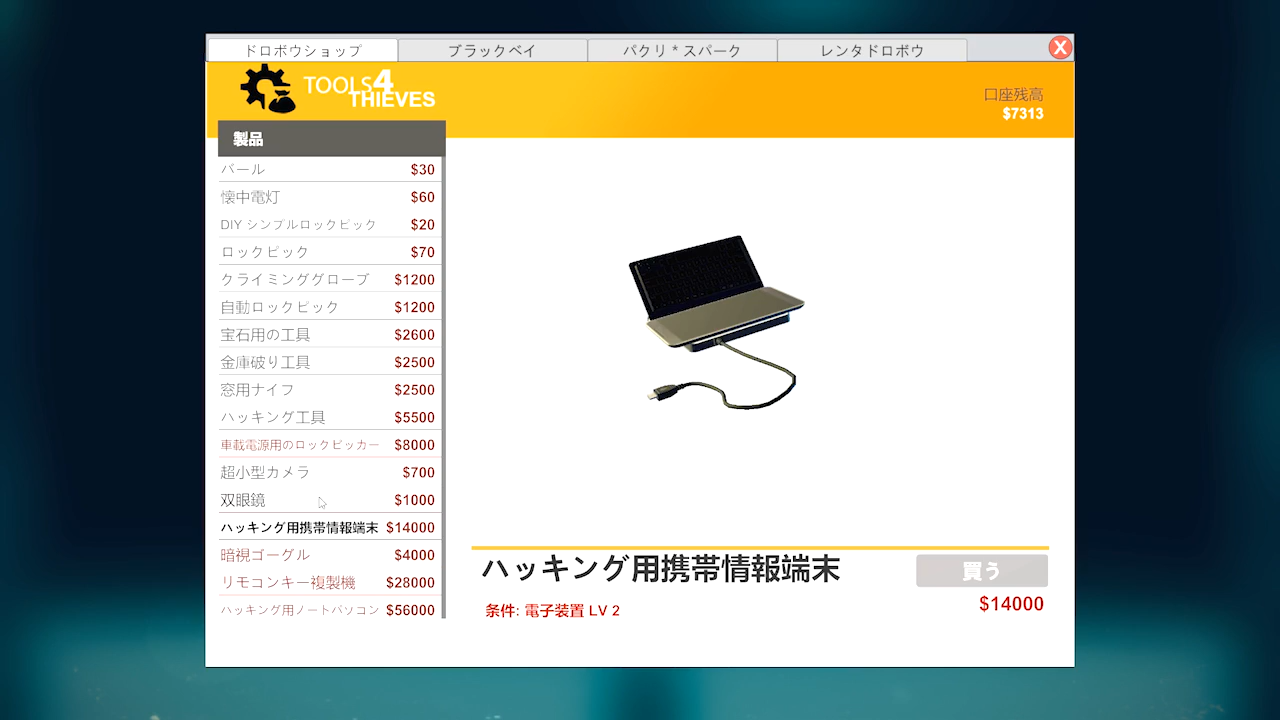 ドロボウショップ ブラックベイ パクリ * スパーク レンタドロボウ X
TOOLS4
THIEVES
口座残高
$7313
製品
バール $30
懐中電灯 $60
DIY シンプルロックピック $20
ロックピック $70
クライミンググローブ $1200
自動ロックピック $1200
宝石用の工具 $2600
金庫破り工具 $2500
窓用ナイフ $2500
ハッキング工具 $5500
車載電源用のロックピッカー $8000
超小型カメラ $700
双眼鏡 $1000
ハッキング用携帯情報端末 $14000
暗視ゴーグル $4000
リモコンキー複製機 $28000
ハッキング用ノートパソコン $56000
ハッキング用携帯情報端末
買う
$14000
条件: 電子装置 LV 2